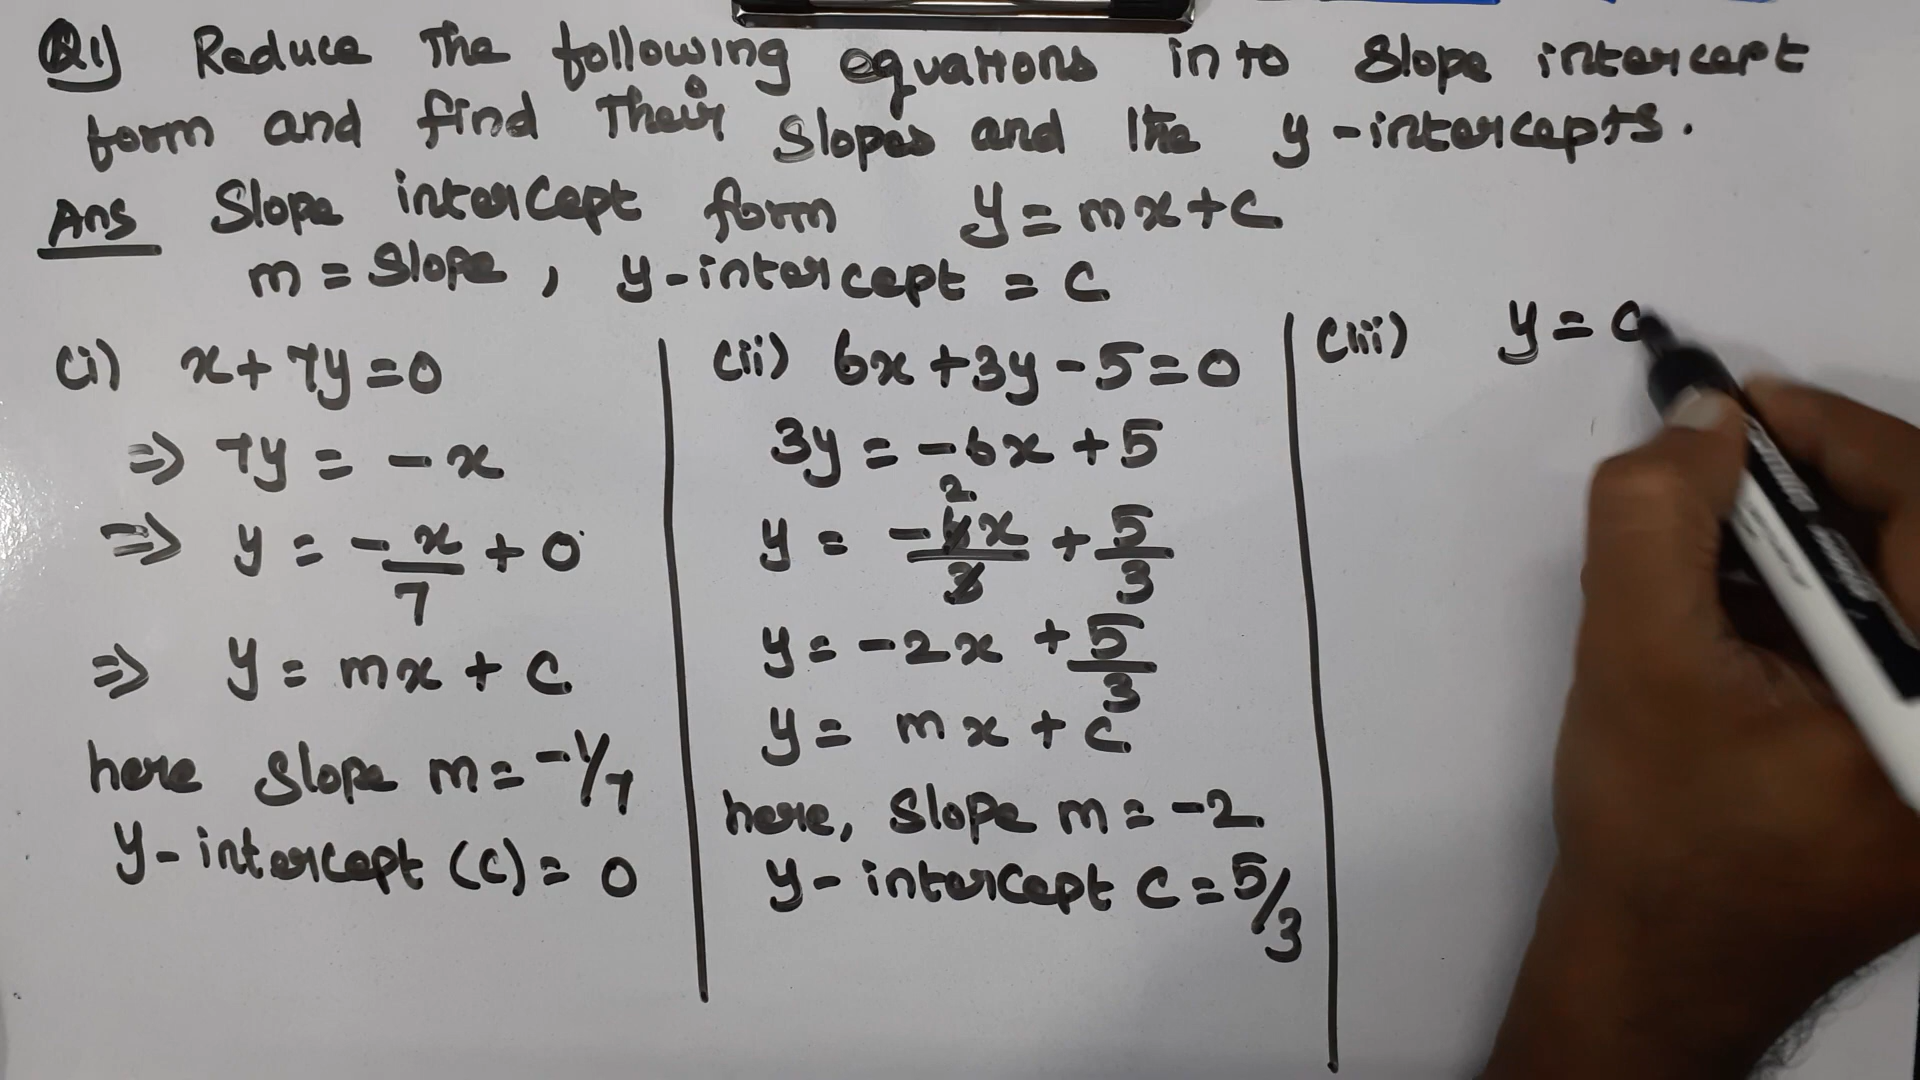 Q1) Reduce The following equations into Slope intercept
form and find Their Slopes and the y-intercepts.
Ans Slope intercept form y = mx + c
m = Slope, y-intercept = c
(i) x + 7y = 0
⇒ 7y = - x
⇒ y = - x/7 + 0
⇒ y = mx + c
here Slope m = -1/7
y-intercept (c) = 0
(ii) 6x + 3y - 5 = 0
3y = -6x + 5
2
y = -6x/3 + 5/3
y = -2x + 5/3
y = mx + c
here, Slope m = -2
y-intercept c = 5/3
(iii) y =